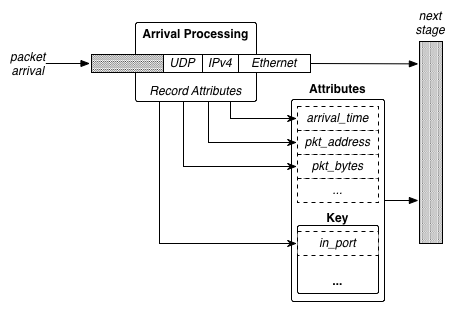 next
stage
Arrival Processing
packet
arrival
UDP
IPv4
Ethernet
Record Attributes
Attributes
arrival_time
pkt_address
pkt_bytes
...
Key
in_port
...